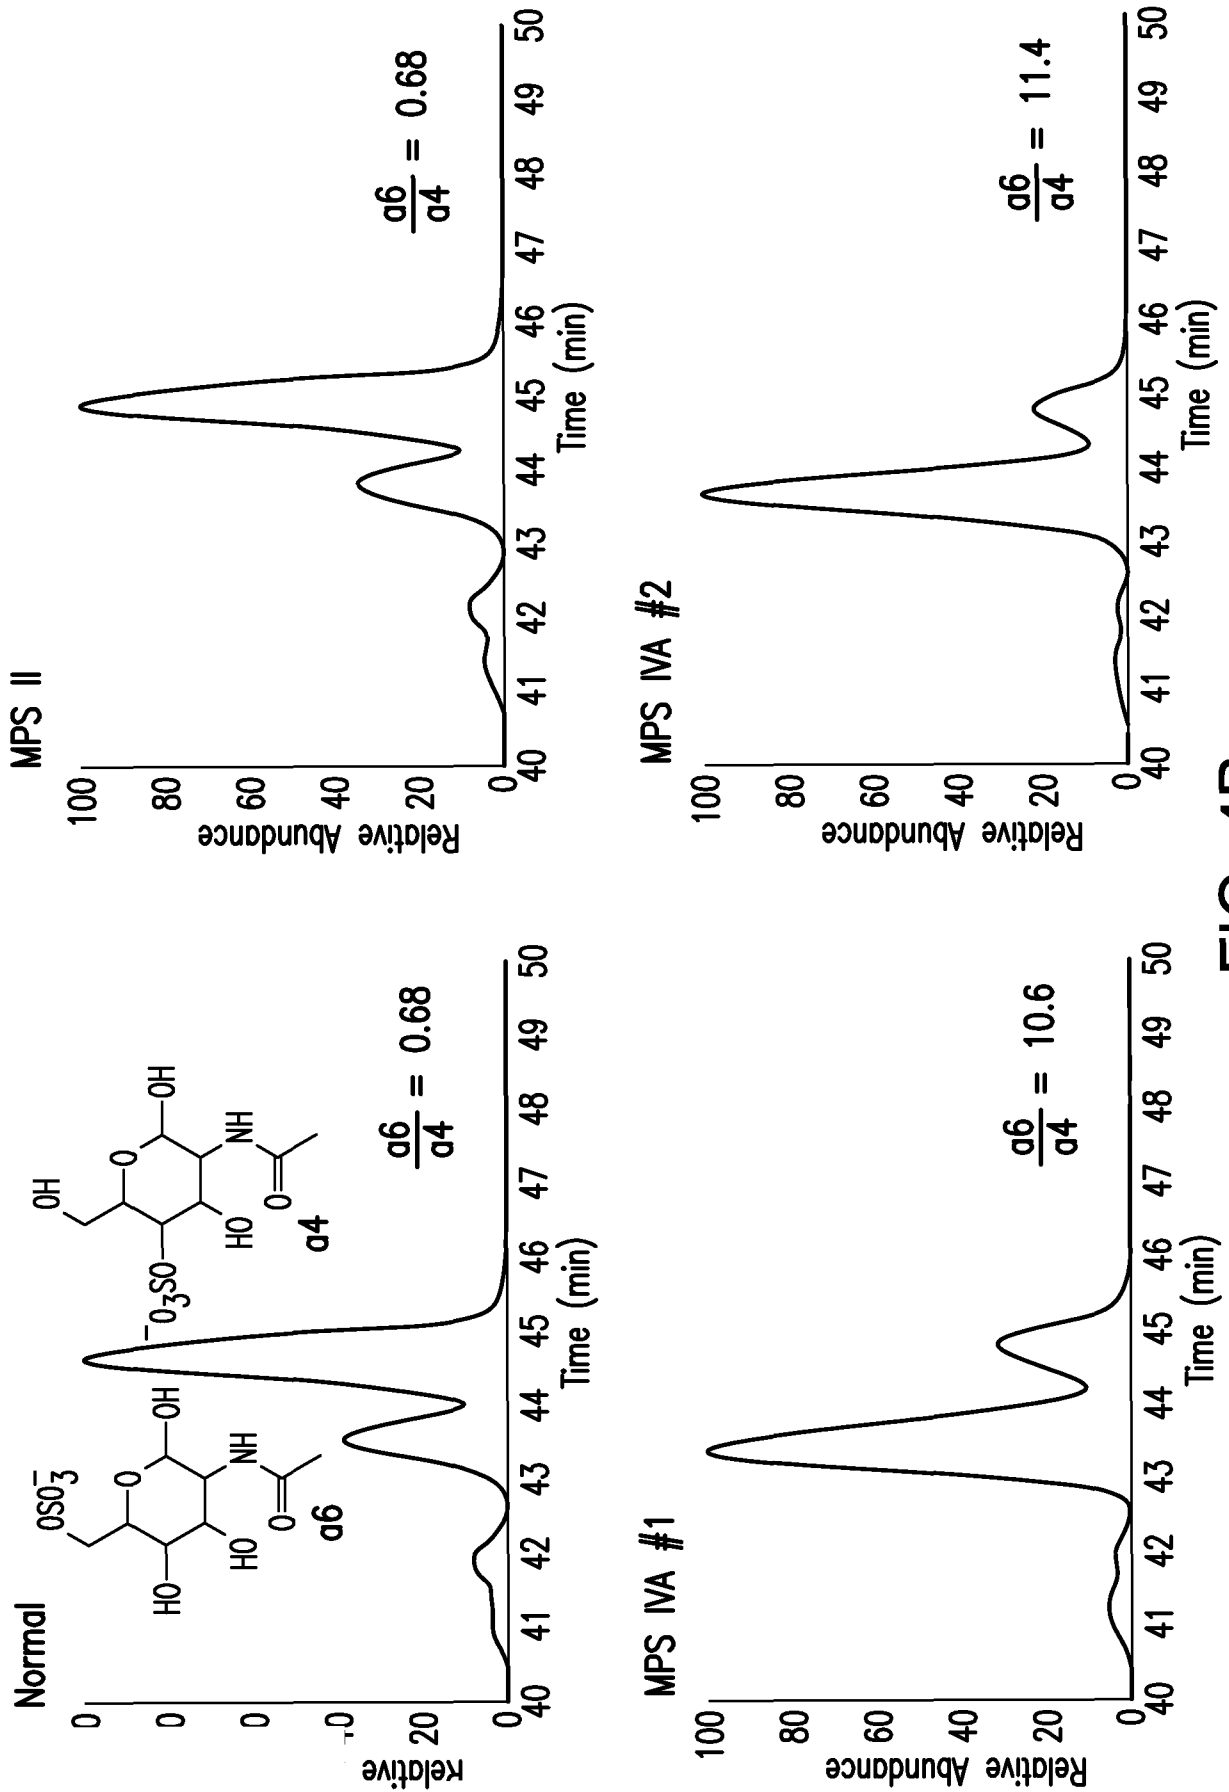 Normal
OSO3⁻
HO
HO
O
OH
NH
O
a6
⁻O3SO
OH
HO
O
OH
NH
O
a4
a6/a4 = 0.68
0
0
0
20
0
40 41 42 43 44 45 46 47 48 49 50
Time (min)
MPS II
a6/a4 = 0.68
Relative Abundance
100
80
60
40
20
0
40 41 42 43 44 45 46 47 48 49 50
Time (min)
MPS IVA #1
a6/a4 = 10.6
Relative Abundance
100
80
60
40
20
0
40 41 42 43 44 45 46 47 48 49 50
Time (min)
MPS IVA #2
a6/a4 = 11.4
Relative Abundance
100
80
60
40
20
0
40 41 42 43 44 45 46 47 48 49 50
Time (min)